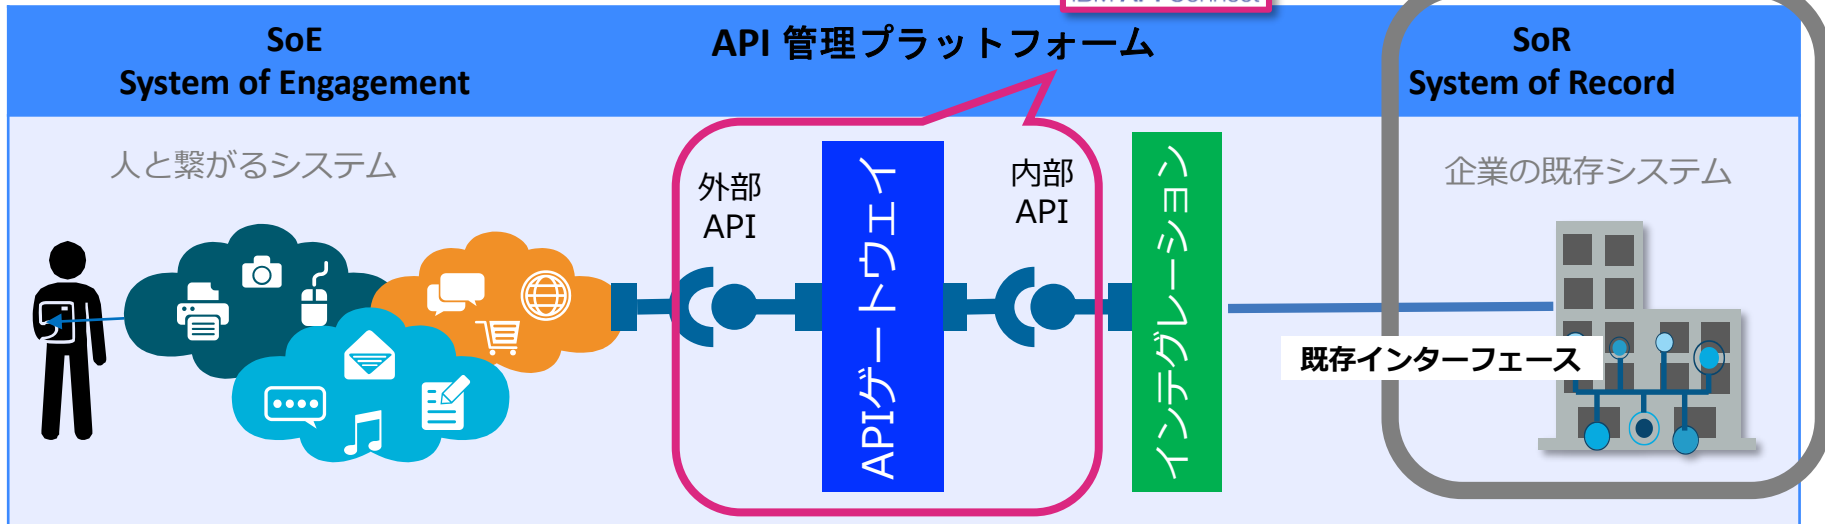 IBM API Connect
SoE
System of Engagement
API 管理プラットフォーム
SoR
System of Record
人と繋がるシステム
外部
API
APIゲートウェイ
内部
API
インテグレーション
企業の既存システム
既存インターフェース